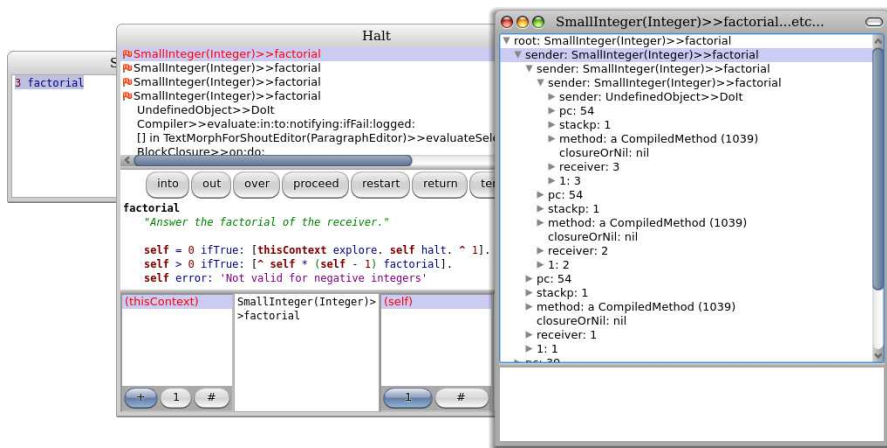 S
3 factorial
Halt
SmallInteger(Integer)>>factorial
SmallInteger(Integer)>>factorial
SmallInteger(Integer)>>factorial
SmallInteger(Integer)>>factorial
UndefinedObject>>DoIt
Compiler>>evaluate:in:to:notifying:ifFail:logged:
[] in TextMorphForShoutEditor(ParagraphEditor)>>evaluateSele
BlockClosure>>on:do:
into out over proceed restart return te
factorial
"Answer the factorial of the receiver."
self = 0 ifTrue: [thisContext explore. self halt. ^ 1].
self > 0 ifTrue: [^ self * (self - 1) factorial].
self error: 'Not valid for negative integers'
(thisContext)
SmallInteger(Integer)>
>factorial
(self)
+ 1 #
1 #
SmallInteger(Integer)>>factorial...etc...
root: SmallInteger(Integer)>>factorial
sender: SmallInteger(Integer)>>factorial
sender: SmallInteger(Integer)>>factorial
sender: SmallInteger(Integer)>>factorial
sender: UndefinedObject>>DoIt
pc: 54
stackp: 1
method: a CompiledMethod (1039)
closureOrNil: nil
receiver: 3
1: 3
pc: 54
stackp: 1
method: a CompiledMethod (1039)
closureOrNil: nil
receiver: 2
1: 2
pc: 54
stackp: 1
method: a CompiledMethod (1039)
closureOrNil: nil
receiver: 1
1: 1
pc: 39